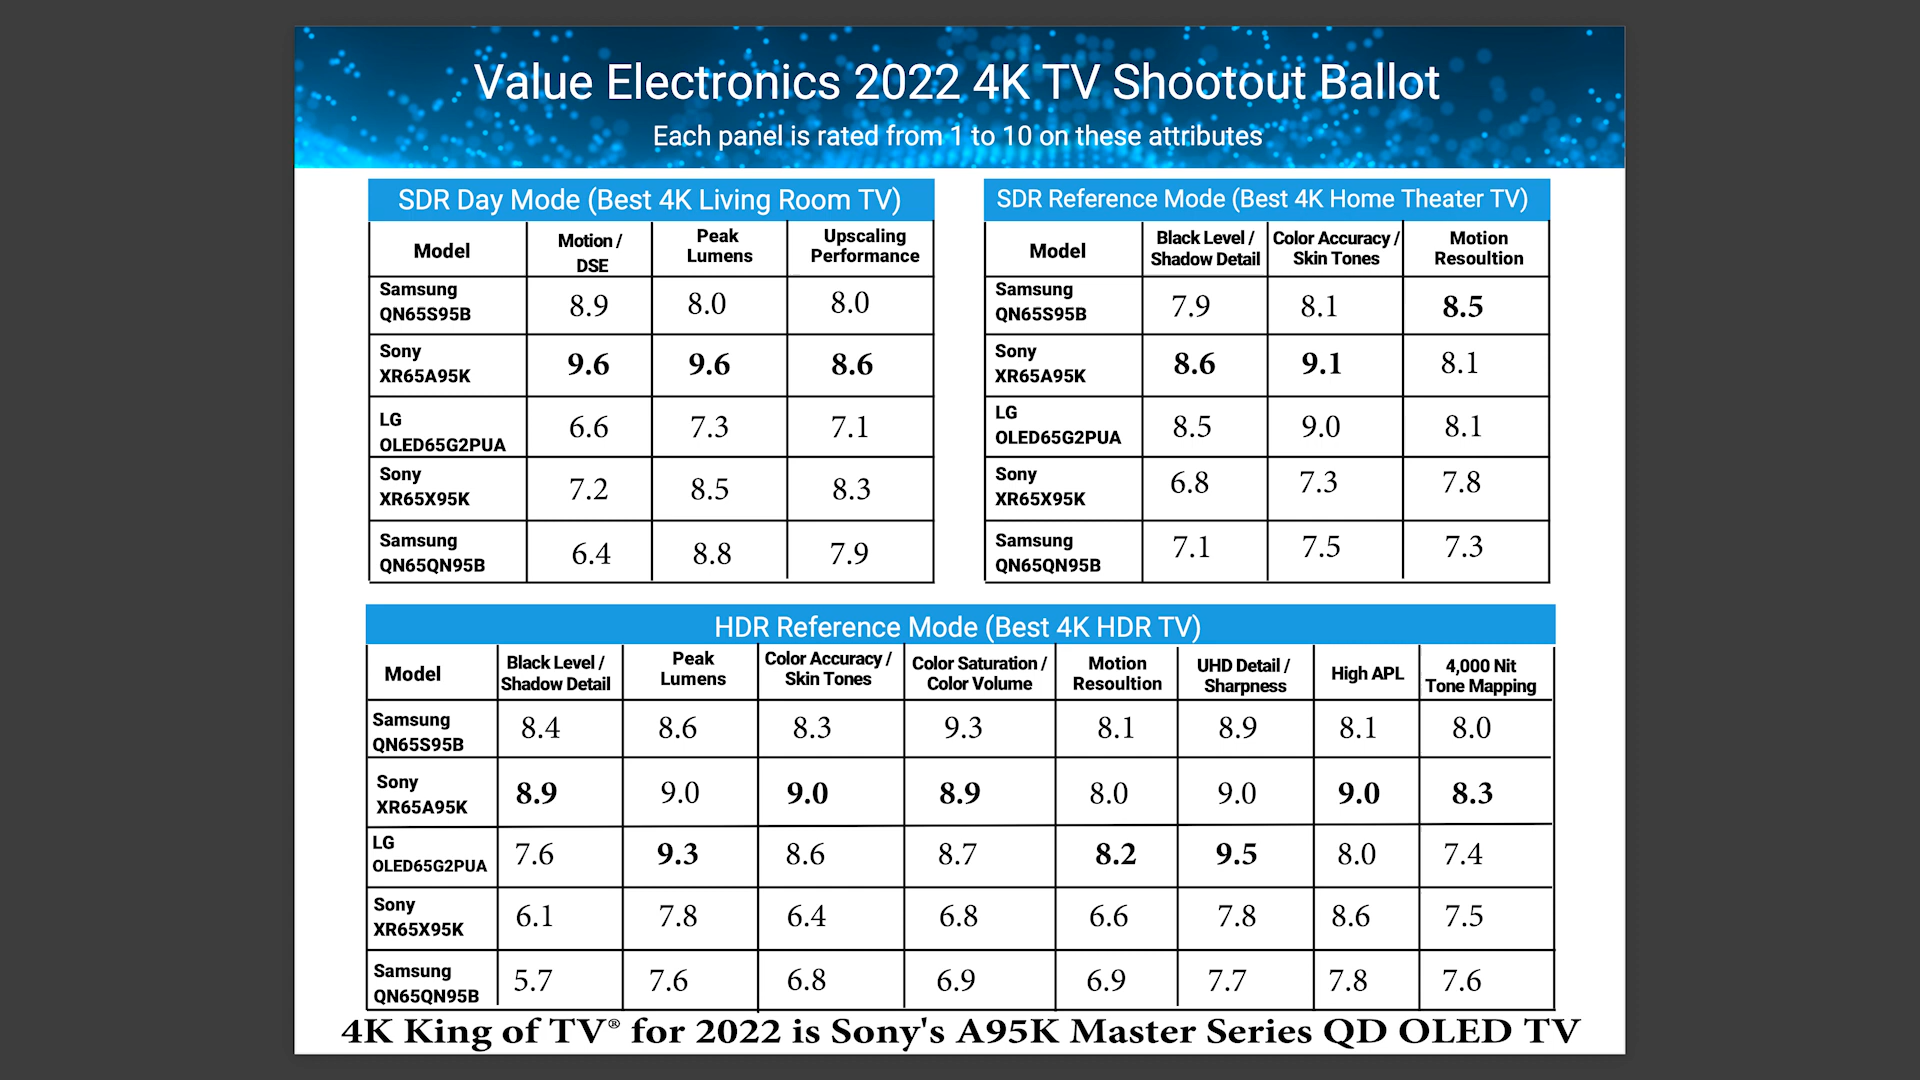 Value Electronics 2022 4K TV Shootout Ballot
Each panel is rated from 1 to 10 on these attributes
SDR Day Mode (Best 4K Living Room TV)
Model Motion / DSE Peak Lumens Upscaling Performance
Samsung QN65S95B 8.9 8.0 8.0
Sony XR65A95K 9.6 9.6 8.6
LG OLED65G2PUA 6.6 7.3 7.1
Sony XR65X95K 7.2 8.5 8.3
Samsung QN65QN95B 6.4 8.8 7.9
SDR Reference Mode (Best 4K Home Theater TV)
Model Black Level / Shadow Detail Color Accuracy / Skin Tones Motion Resoultion
Samsung QN65S95B 7.9 8.1 8.5
Sony XR65A95K 8.6 9.1 8.1
LG OLED65G2PUA 8.5 9.0 8.1
Sony XR65X95K 6.8 7.3 7.8
Samsung QN65QN95B 7.1 7.5 7.3
HDR Reference Mode (Best 4K HDR TV)
Model Black Level / Shadow Detail Peak Lumens Color Accuracy / Skin Tones Color Saturation / Color Volume Motion Resoultion UHD Detail / Sharpness High APL 4,000 Nit Tone Mapping
Samsung QN65S95B 8.4 8.6 8.3 9.3 8.1 8.9 8.1 8.0
Sony XR65A95K 8.9 9.0 9.0 8.9 8.0 9.0 9.0 8.3
LG OLED65G2PUA 7.6 9.3 8.6 8.7 8.2 9.5 8.0 7.4
Sony XR65X95K 6.1 7.8 6.4 6.8 6.6 7.8 8.6 7.5
Samsung QN65QN95B 5.7 7.6 6.8 6.9 6.9 7.7 7.8 7.6
4K King of TV® for 2022 is Sony's A95K Master Series QD OLED TV